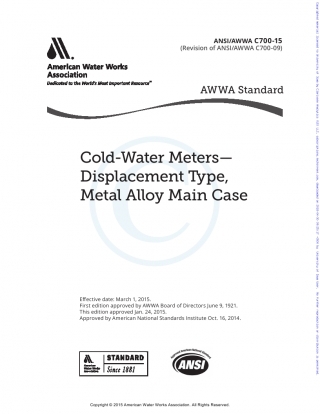 ANSI/AWWA C700-15
(Revision of ANSI/AWWA C700-09)
American Water Works
Association
Dedicated to the World's Most Important Resource®
AWWA Standard
Cold-Water Meters—
Displacement Type,
Metal Alloy Main Case
Effective date: March 1, 2015.
First edition approved by AWWA Board of Directors June 9, 1921.
This edition approved Jan. 24, 2015.
Approved by American National Standards Institute Oct. 16, 2014.
American
Water Works
Association
STANDARD
Since 1881
ANSI
Copyright © 2015 American Water Works Association. All Rights Reserved.